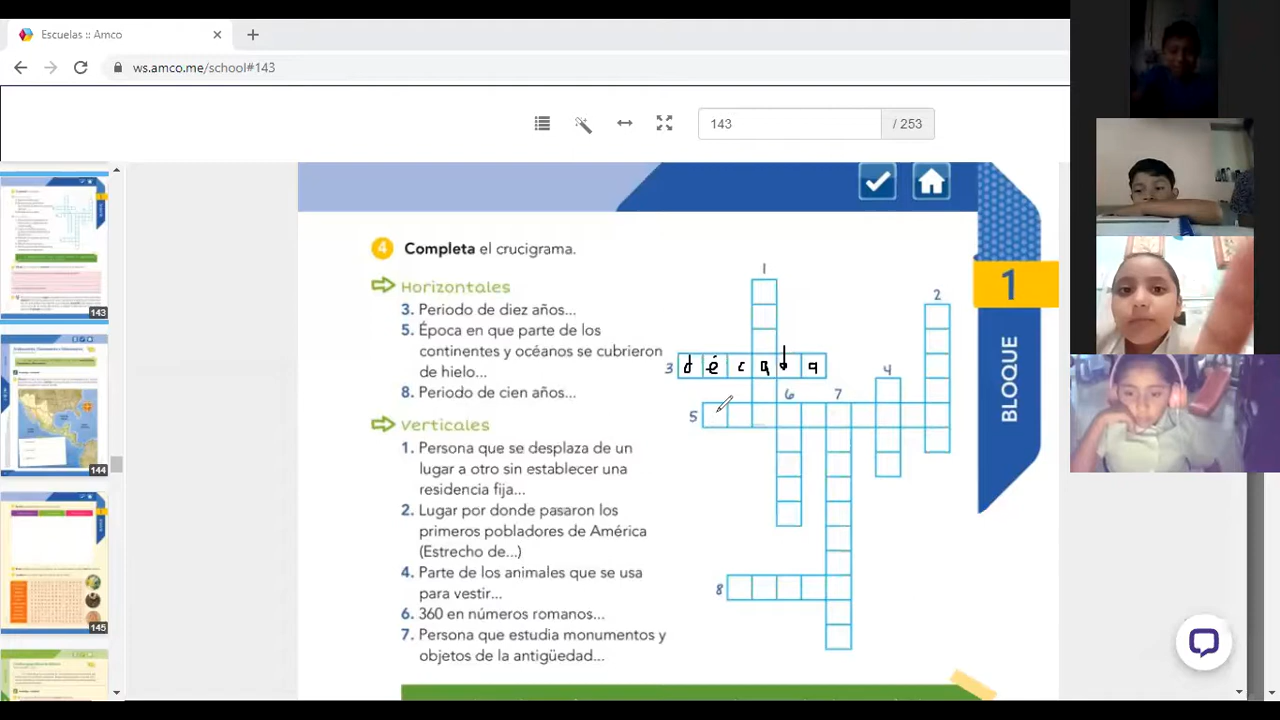 Escuelas :: Amco
ws.amco.me/school#143
143 / 253
4 Completa el crucigrama.
Horizontales
3. Periodo de diez años...
5. Época en que parte de los
continentes y océanos se cubrieron
de hielo...
8. Periodo de cien años...
Verticales
1. Persona que se desplaza de un
lugar a otro sin establecer una
residencia fija...
2. Lugar por donde pasaron los
primeros pobladores de América
(Estrecho de...)
4. Parte de los animales que se usa
para vestir...
6. 360 en números romanos...
7. Persona que estudia monumentos y
objetos de la antigüedad...
1
2
3 d é c a d a
4
6 7
5
8
1
BLOQUE
143
144
145